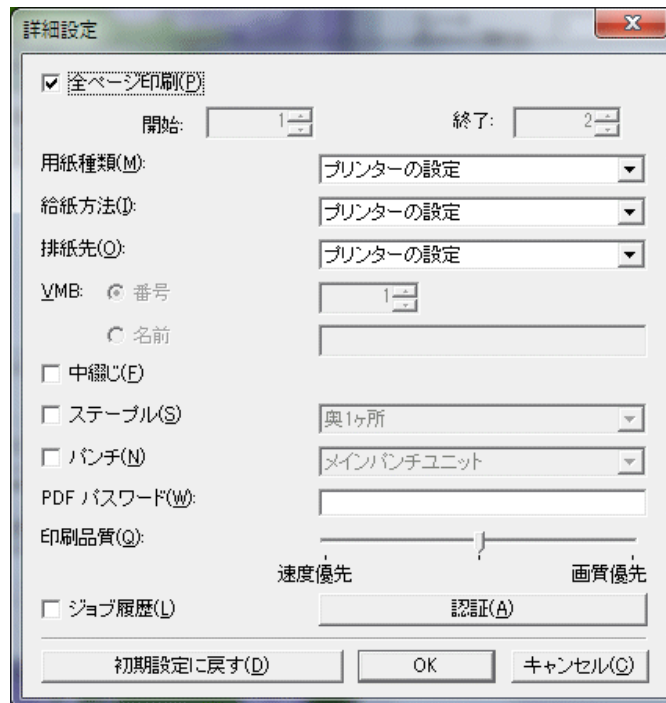 詳細設定
全ページ印刷(P)
開始: 1 終了: 2
用紙種類(M): プリンターの設定
給紙方法(I): プリンターの設定
排紙先(O): プリンターの設定
VMB: 番号 1
名前
中綴じ(F)
ステープル(S) 奥1ヶ所
パンチ(N) メインパンチユニット
PDF パスワード(W):
印刷品質(Q):
速度優先 画質優先
ジョブ履歴(L) 認証(A)
初期設定に戻す(D) OK キャンセル(C)